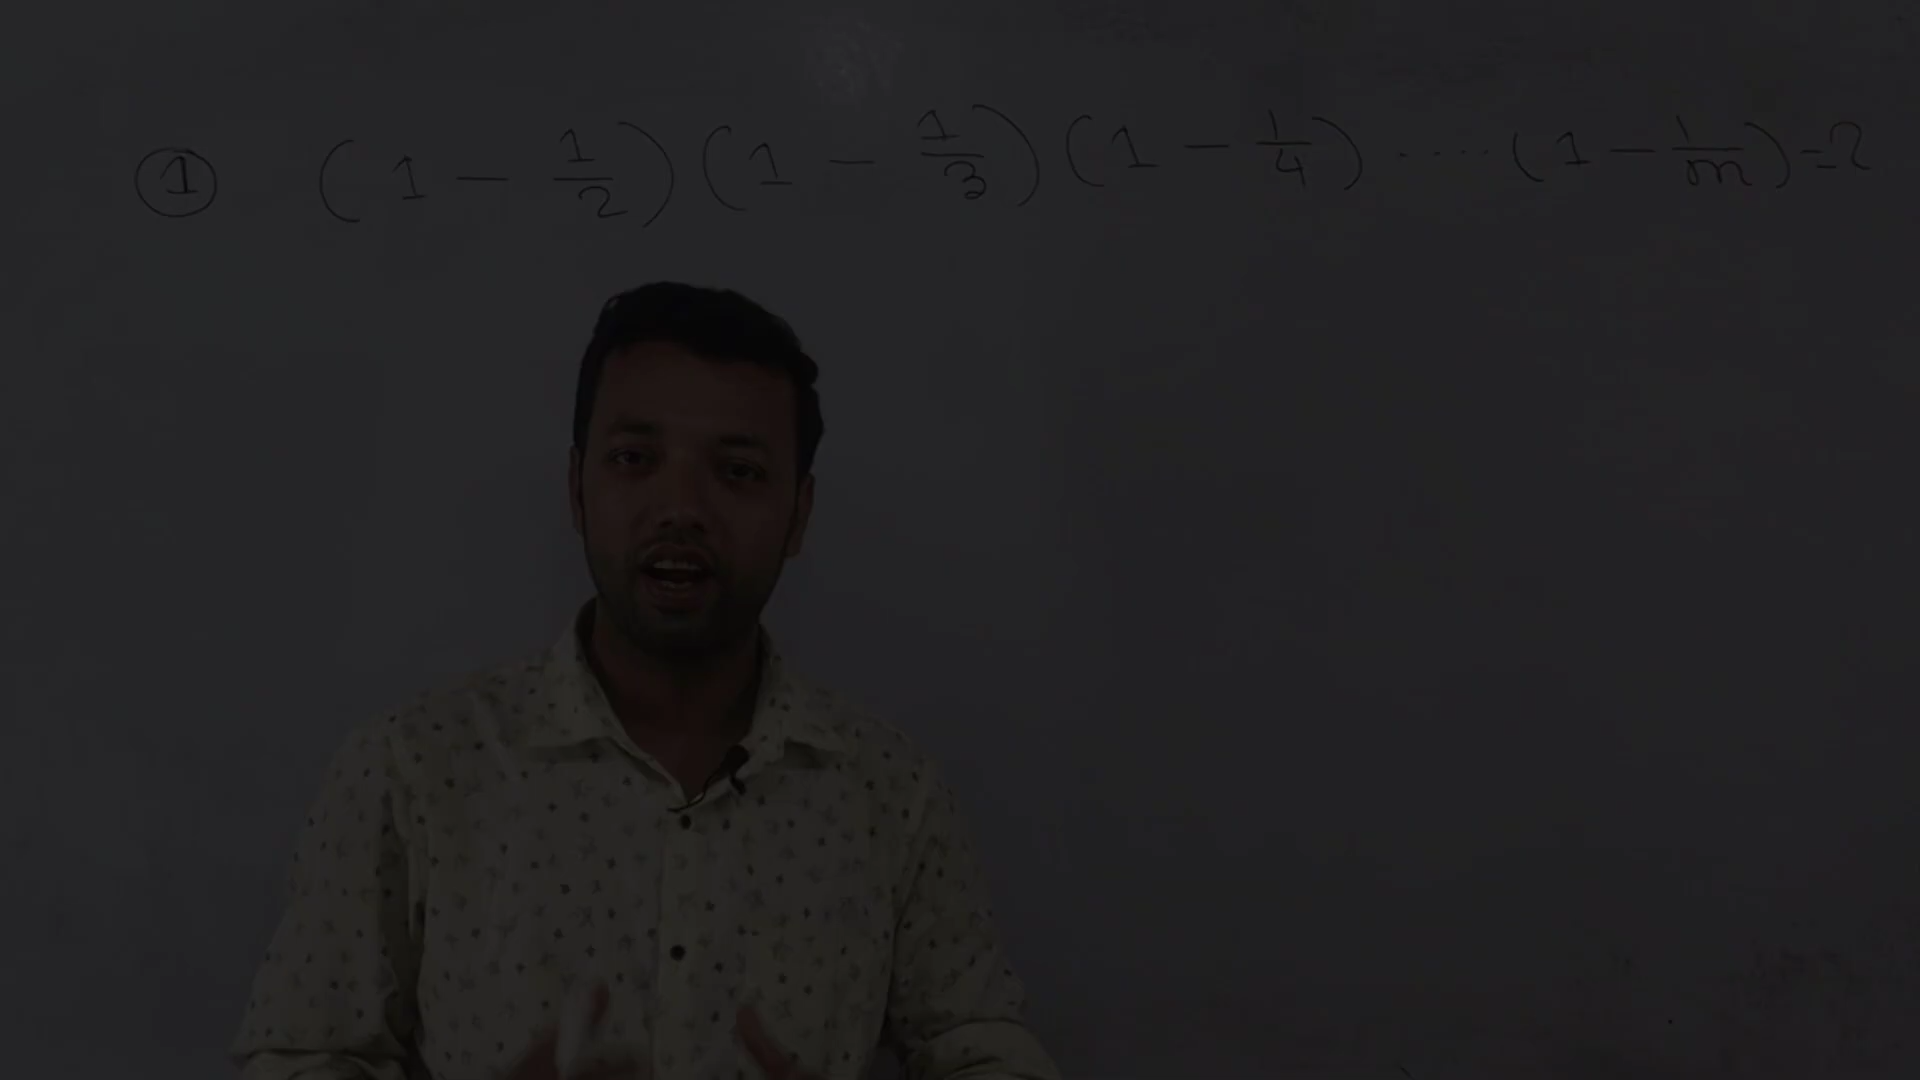 ① (1 - 1/2) (1 - 1/3) (1 - 1/4) ..... (1 - 1/m) = ?